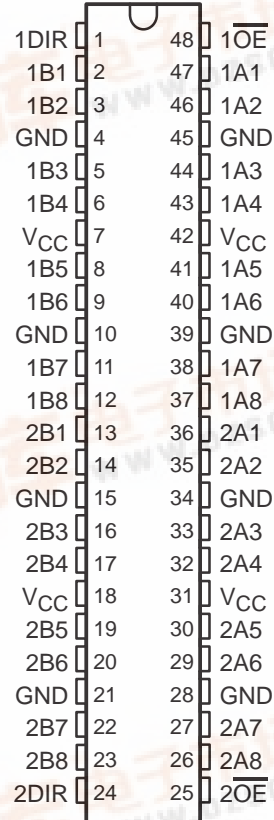 1DIR 1 48 1O̅E̅
1B1 2 47 1A1
1B2 3 46 1A2
GND 4 45 GND
1B3 5 44 1A3
1B4 6 43 1A4
VCC 7 42 VCC
1B5 8 41 1A5
1B6 9 40 1A6
GND 10 39 GND
1B7 11 38 1A7
1B8 12 37 1A8
2B1 13 36 2A1
2B2 14 35 2A2
GND 15 34 GND
2B3 16 33 2A3
2B4 17 32 2A4
VCC 18 31 VCC
2B5 19 30 2A5
2B6 20 29 2A6
GND 21 28 GND
2B7 22 27 2A7
2B8 23 26 2A8
2DIR 24 25 2O̅E̅